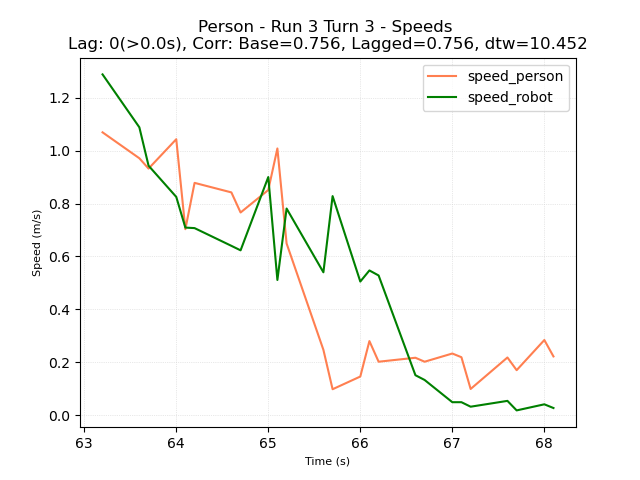 Person - Run 3 Turn 3 - Speeds
Lag: 0(>0.0s), Corr: Base=0.756, Lagged=0.756, dtw=10.452
speed_person
speed_robot
1.2
1.0
0.8
0.6
0.4
0.2
0.0
Speed (m/s)
63 64 65 66 67 68
Time (s)